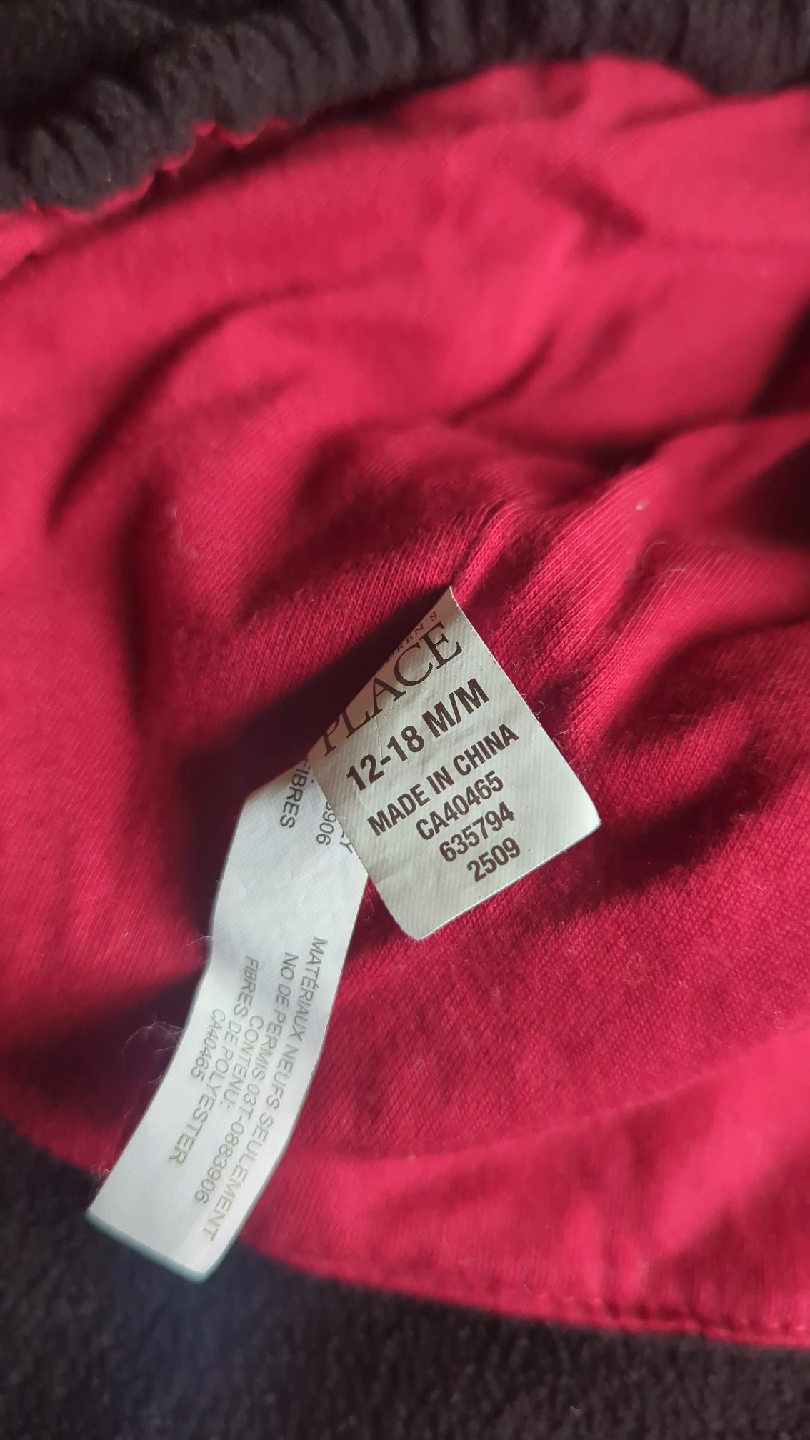 PLACE
12-18 M/M
MADE IN CHINA
CA40465
635794
2509
FIBRES
MATÉRIAUX NEUFS SEULEMENT
NO DE PERMIS 03T-0883906
CONTENU:
FIBRES DE POLYESTER
CA40465